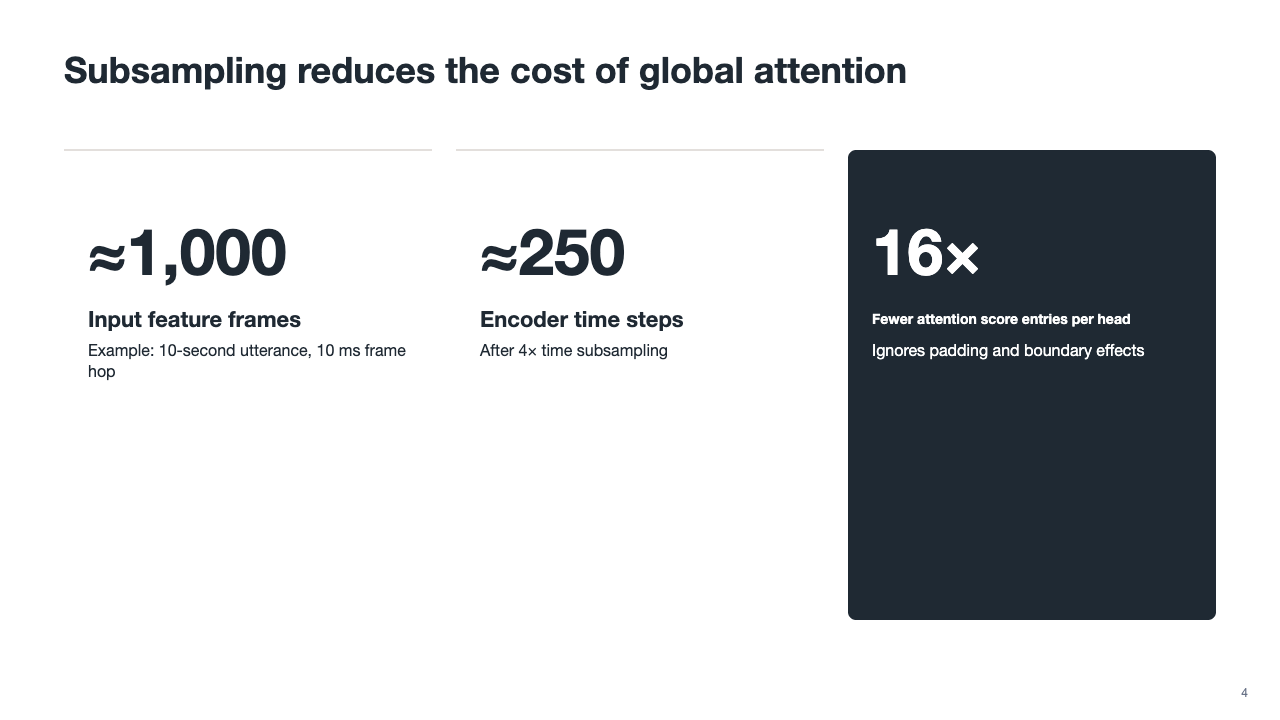 Subsampling reduces the cost of global attention
≈1,000
Input feature frames
Example: 10-second utterance, 10 ms frame
hop
≈250
Encoder time steps
After 4× time subsampling
16×
Fewer attention score entries per head
Ignores padding and boundary effects
4